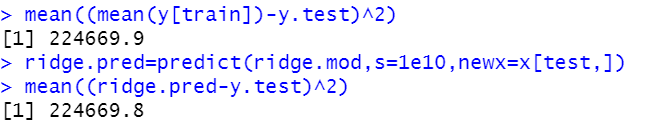 > mean((mean(y[train])-y.test)^2)
[1] 224669.9
> ridge.pred=predict(ridge.mod,s=1e10,newx=x[test,])
> mean((ridge.pred-y.test)^2)
[1] 224669.8